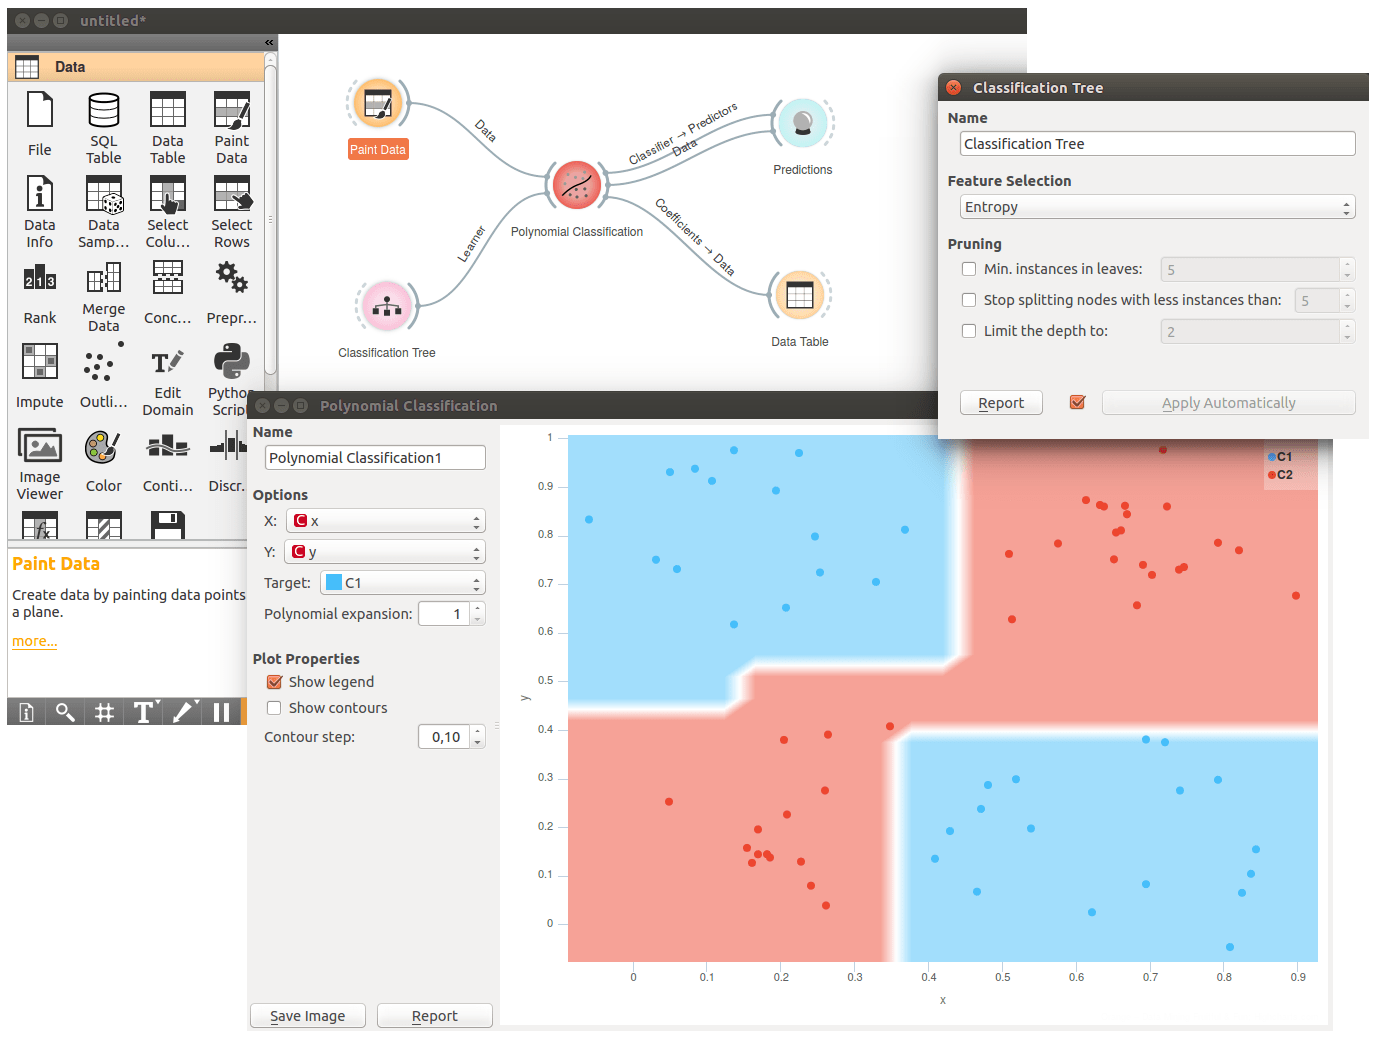 untitled*
«
Data
File
SQL
Table
Data
Table
Paint
Data
Data
Info
Data
Samp...
Select
Colu...
Select
Rows
Rank
Merge
Data
Conc...
Prepr...
Impute
Outli...
Edit
Domain
Python
Script
Image
Viewer
Color
Conti...
Discr...
Paint Data
Create data by painting data points
a plane.
more...
Paint Data
Data
Learner
Classification Tree
Polynomial Classification
Classifier → Predictors
Data
Coefficients → Data
Predictions
Data Table
Classification Tree
Name
Classification Tree
Feature Selection
Entropy
Pruning
Min. instances in leaves: 5
Stop splitting nodes with less instances than: 5
Limit the depth to: 2
Report Apply Automatically
Polynomial Classification
Name
Polynomial Classification1
Options
X: C x
Y: C y
Target: C1
Polynomial expansion: 1
Plot Properties
Show legend
Show contours
Contour step: 0,10
Save Image Report
C1
C2
1
0.9
0.8
0.7
0.6
0.5
0.4
0.3
0.2
0.1
0
y
0 0.1 0.2 0.3 0.4 0.5 0.6 0.7 0.8 0.9
x